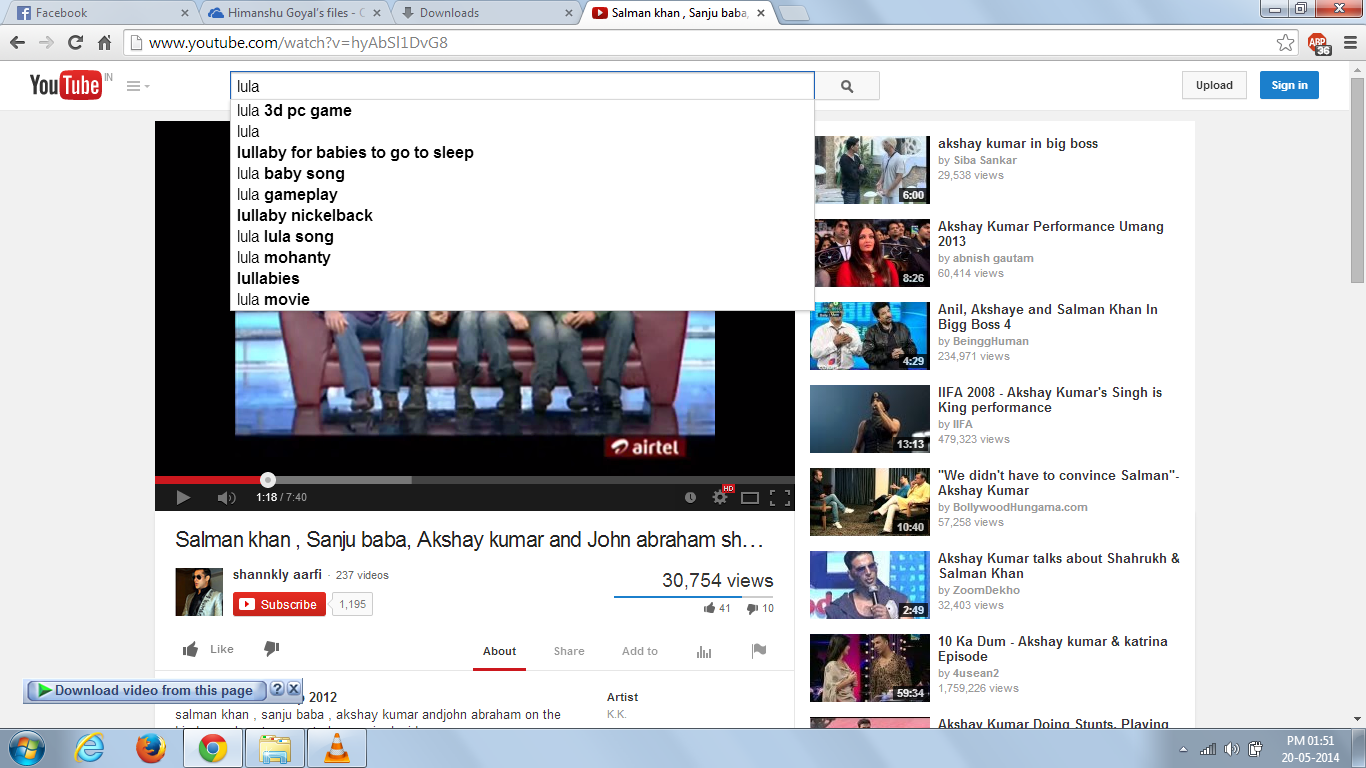 Facebook
Himanshu Goyal's files - O
Downloads
Salman khan , Sanju baba,
www.youtube.com/watch?v=hyAbSl1DvG8
ABP
36
YouTube IN
lula
Upload
Sign in
lula 3d pc game
lula
lullaby for babies to go to sleep
lula baby song
lula gameplay
lullaby nickelback
lula lula song
lula mohanty
lullabies
lula movie
airtel
1:18 / 7:40
HD
Salman khan , Sanju baba, Akshay kumar and John abraham sh…
shannkly aarfi · 237 videos
Subscribe 1,195
30,754 views
41 10
Like
About Share Add to
2012
salman khan , sanju baba , akshay kumar andjohn abraham on the
Artist
K.K.
Download video from this page ? X
akshay kumar in big boss
by Siba Sankar
29,538 views
6:00
Akshay Kumar Performance Umang
2013
by abnish gautam
60,414 views
8:26
Anil, Akshaye and Salman Khan In
Bigg Boss 4
by BeinggHuman
234,971 views
4:29
IIFA 2008 - Akshay Kumar's Singh is
King performance
by IIFA
479,323 views
13:13
"We didn't have to convince Salman"-
Akshay Kumar
by BollywoodHungama.com
57,258 views
10:40
Akshay Kumar talks about Shahrukh &
Salman Khan
by ZoomDekho
32,403 views
2:49
10 Ka Dum - Akshay kumar & katrina
Episode
by 4usean2
1,759,226 views
59:34
Akshay Kumar Doing Stunts, Playing
PM 01:51
20-05-2014